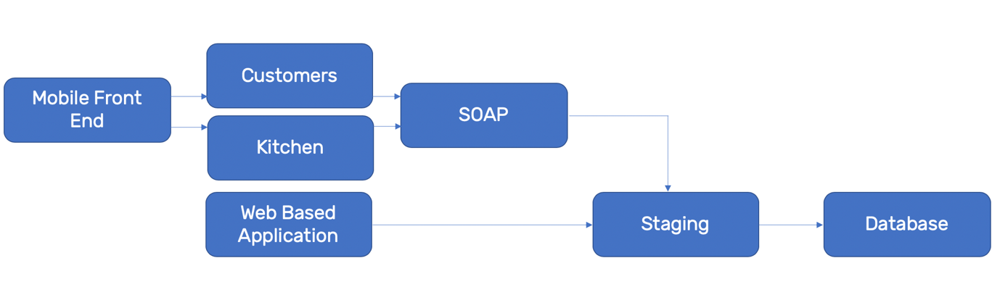 Customers
Mobile Front
End
SOAP
Kitchen
Web Based
Application
Staging
Database